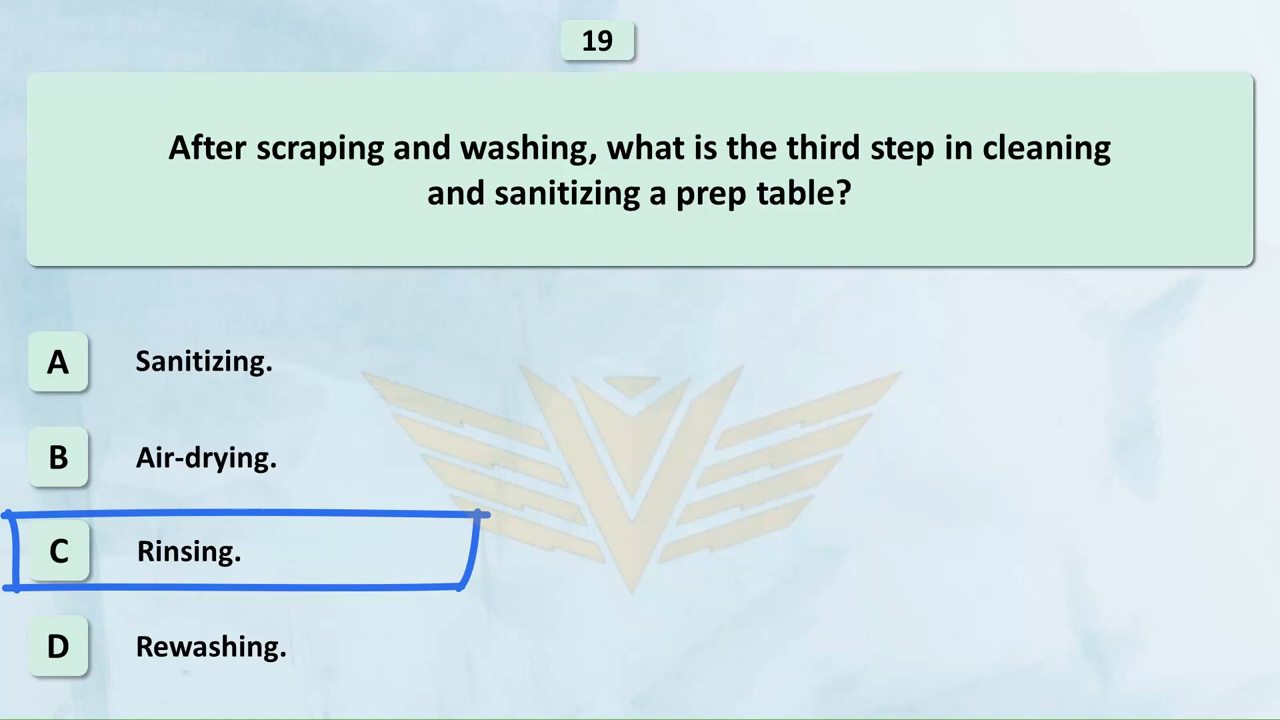 19
After scraping and washing, what is the third step in cleaning
and sanitizing a prep table?
A Sanitizing.
B Air-drying.
C Rinsing.
D Rewashing.